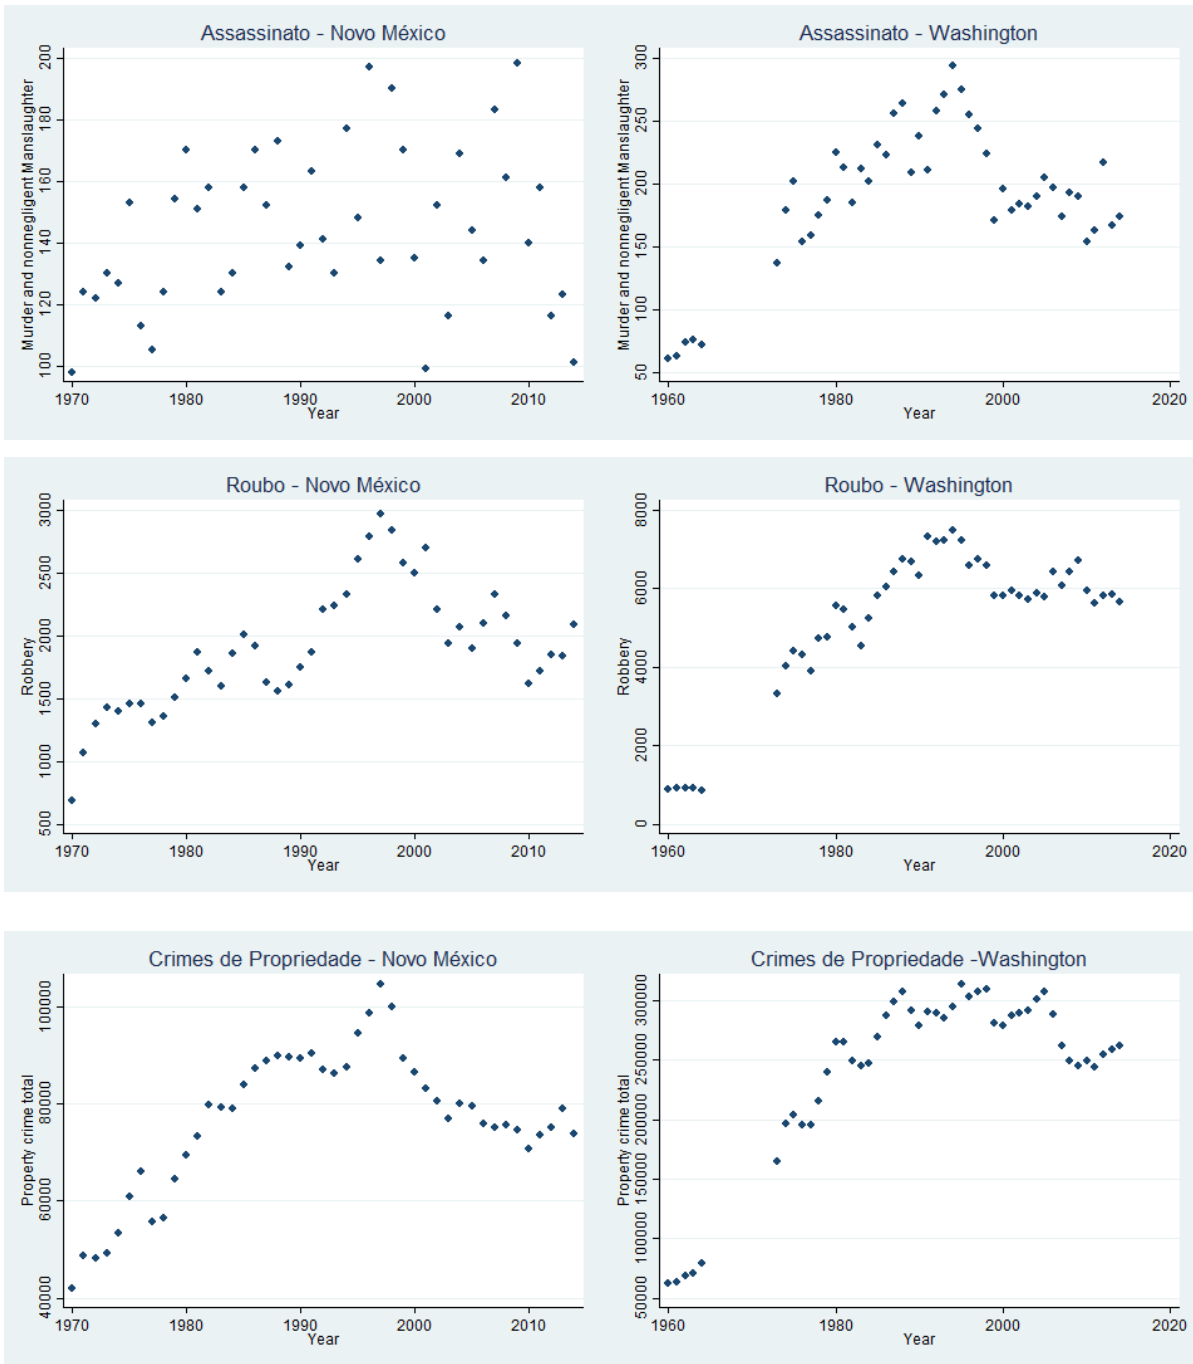 Assassinato - Novo México
Murder and nonnegligent Manslaughter
200
180
160
140
120
100
1970 1980 1990 2000 2010
Year
Assassinato - Washington
Murder and nonnegligent Manslaughter
300
250
200
150
100
50
1960 1980 2000 2020
Year
Roubo - Novo México
Robbery
3000
2500
2000
1500
1000
500
1970 1980 1990 2000 2010
Year
Roubo - Washington
Robbery
8000
6000
4000
2000
0
1960 1980 2000 2020
Year
Crimes de Propriedade - Novo México
Property crime total
100000
80000
60000
40000
1970 1980 1990 2000 2010
Year
Crimes de Propriedade -Washington
Property crime total
300000
250000
200000
150000
100000
50000
1960 1980 2000 2020
Year